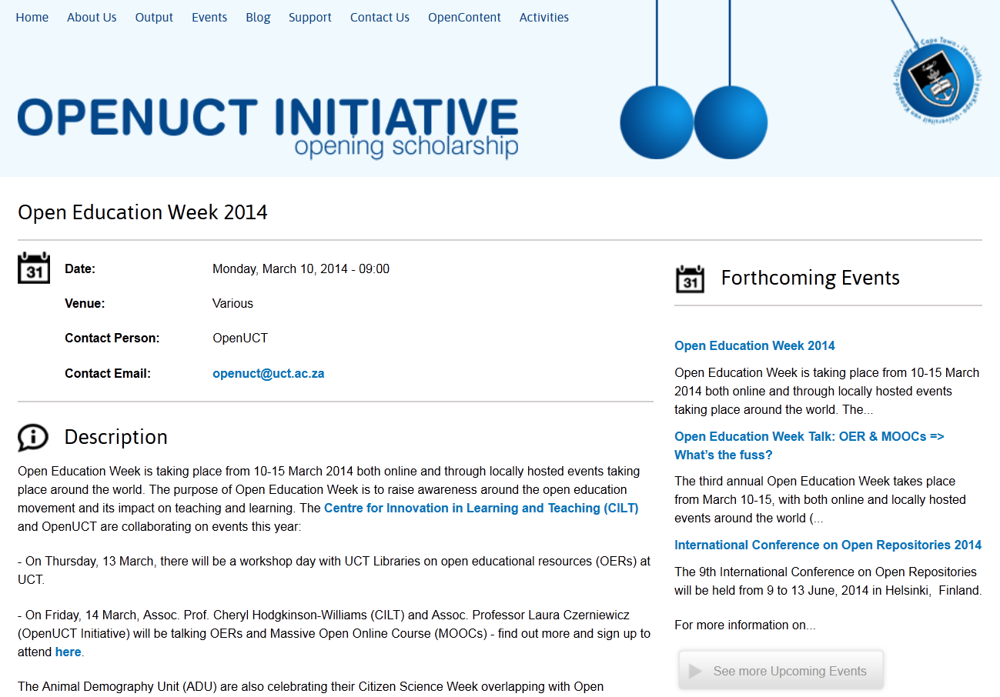 Home About Us Output Events Blog Support Contact Us OpenContent Activities
OPENUCT INITIATIVE
opening scholarship
Open Education Week 2014
31
Date: Monday, March 10, 2014 - 09:00
Venue: Various
Contact Person: OpenUCT
Contact Email: openuct@uct.ac.za
Description
Open Education Week is taking place from 10-15 March 2014 both online and through locally hosted events taking
place around the world. The purpose of Open Education Week is to raise awareness around the open education
movement and its impact on teaching and learning. The Centre for Innovation in Learning and Teaching (CILT)
and OpenUCT are collaborating on events this year:
- On Thursday, 13 March, there will be a workshop day with UCT Libraries on open educational resources (OERs) at
UCT.
- On Friday, 14 March, Assoc. Prof. Cheryl Hodgkinson-Williams (CILT) and Assoc. Professor Laura Czerniewicz
(OpenUCT Initiative) will be talking OERs and Massive Open Online Course (MOOCs) - find out more and sign up to
attend here.
The Animal Demography Unit (ADU) are also celebrating their Citizen Science Week overlapping with Open
31
Forthcoming Events
Open Education Week 2014
Open Education Week is taking place from 10-15 March
2014 both online and through locally hosted events
taking place around the world. The...
Open Education Week Talk: OER & MOOCs =>
What's the fuss?
The third annual Open Education Week takes place
from March 10-15, with both online and locally hosted
events around the world (...
International Conference on Open Repositories 2014
The 9th International Conference on Open Repositories
will be held from 9 to 13 June, 2014 in Helsinki,  Finland.
For more information on...
See more Upcoming Events